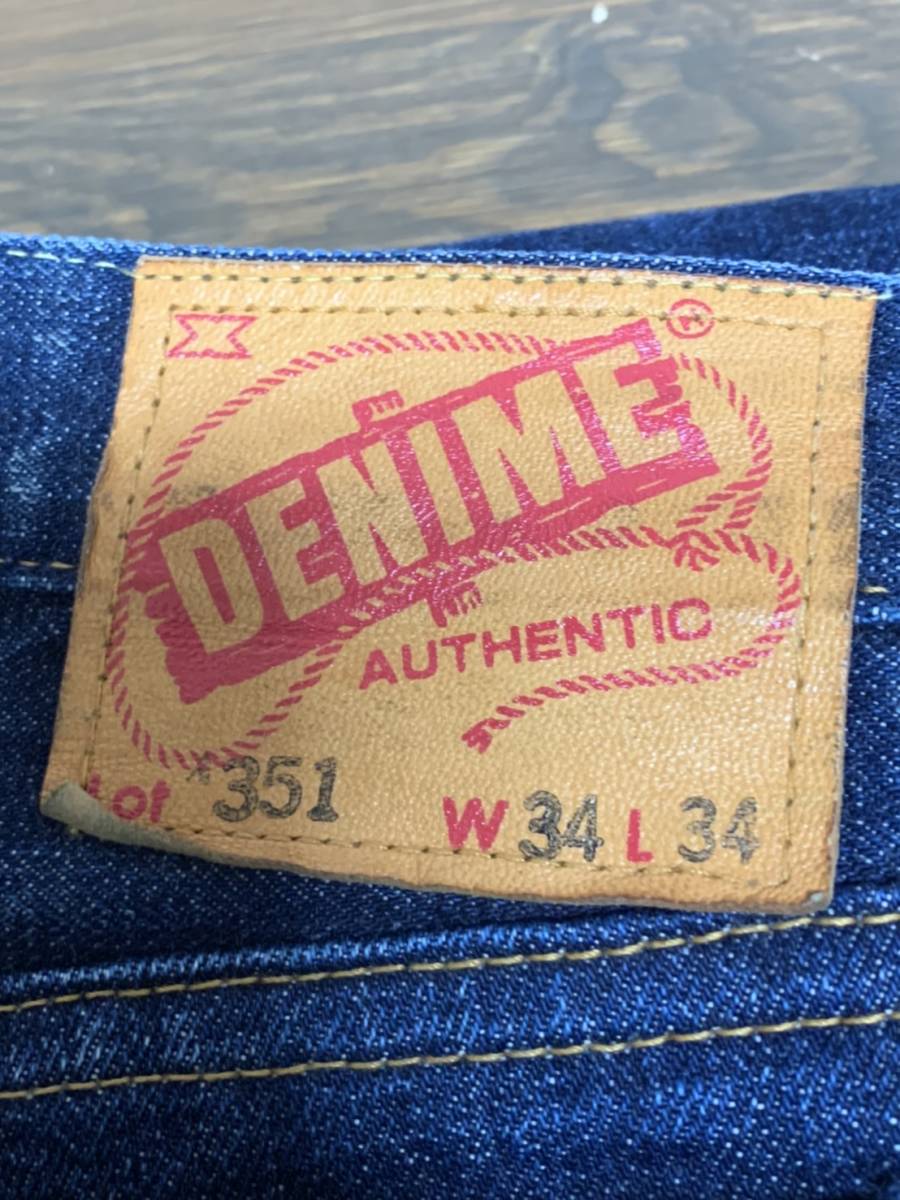 DENIME®
AUTHENTIC
Lot *351 W 34 L 34